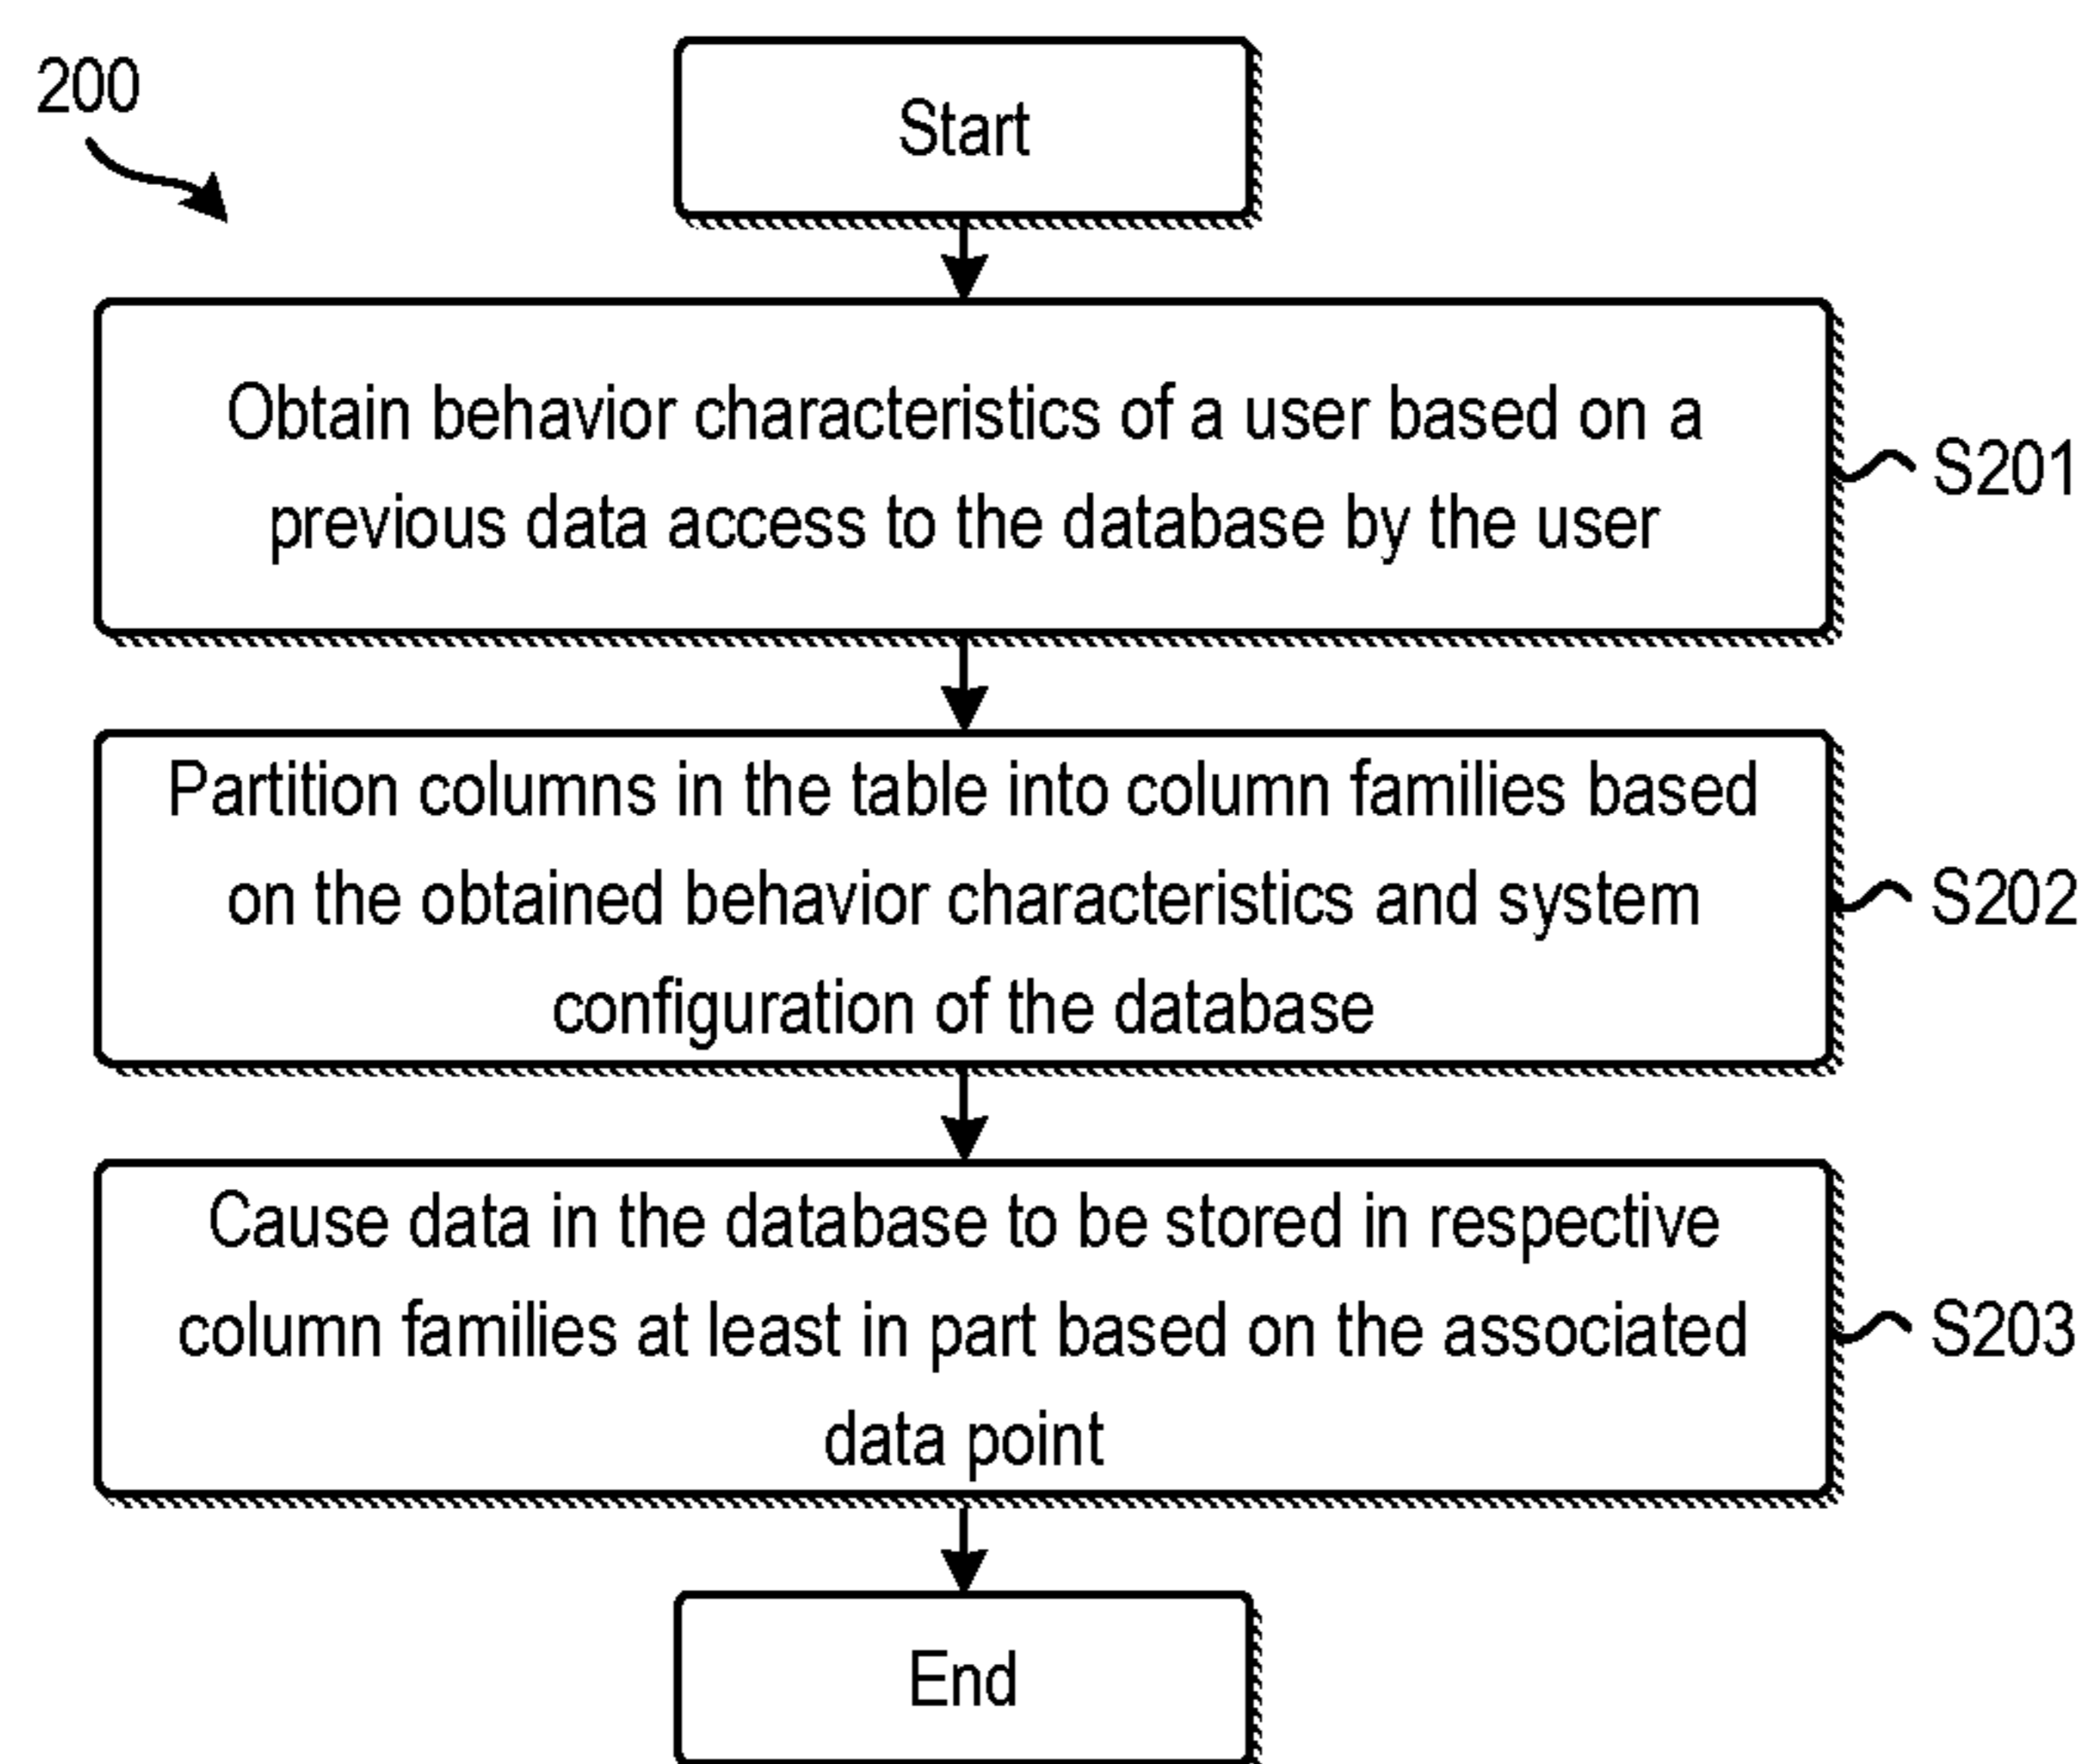 200
Start
Obtain behavior characteristics of a user based on a
previous data access to the database by the user
S201
Partition columns in the table into column families based
on the obtained behavior characteristics and system
configuration of the database
S202
Cause data in the database to be stored in respective
column families at least in part based on the associated
data point
S203
End